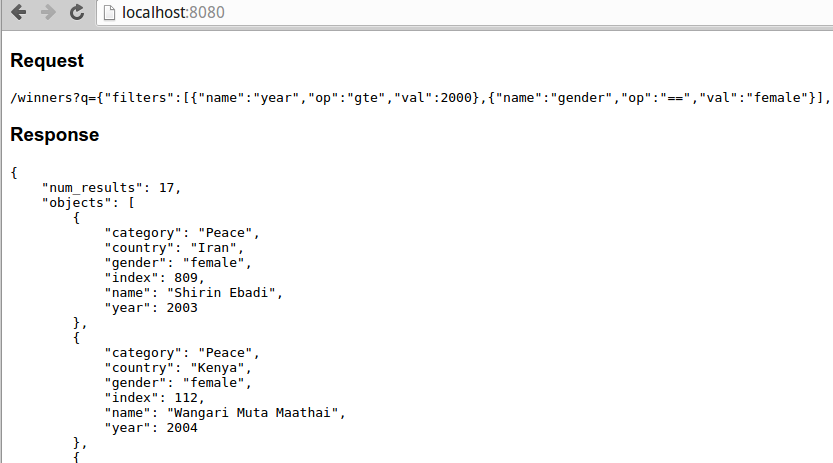 localhost:8080
Request
/winners?q={"filters":[{"name":"year","op":"gte","val":2000},{"name":"gender","op":"==","val":"female"}],
Response
{
    "num_results": 17,
    "objects": [
        {
            "category": "Peace",
            "country": "Iran",
            "gender": "female",
            "index": 809,
            "name": "Shirin Ebadi",
            "year": 2003
        },
        {
            "category": "Peace",
            "country": "Kenya",
            "gender": "female",
            "index": 112,
            "name": "Wangari Muta Maathai",
            "year": 2004
        },
        {